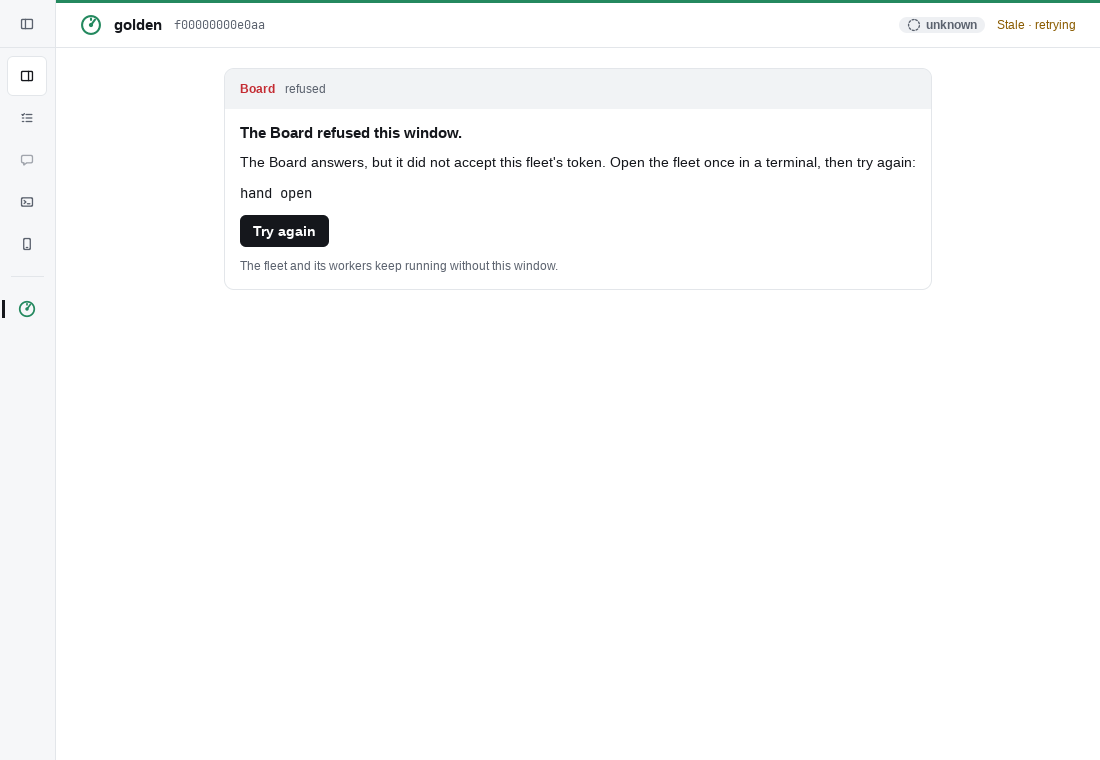 golden f00000000e0aa unknown Stale · retrying
Board refused
The Board refused this window.
The Board answers, but it did not accept this fleet's token. Open the fleet once in a terminal, then try again:
hand open
Try again
The fleet and its workers keep running without this window.